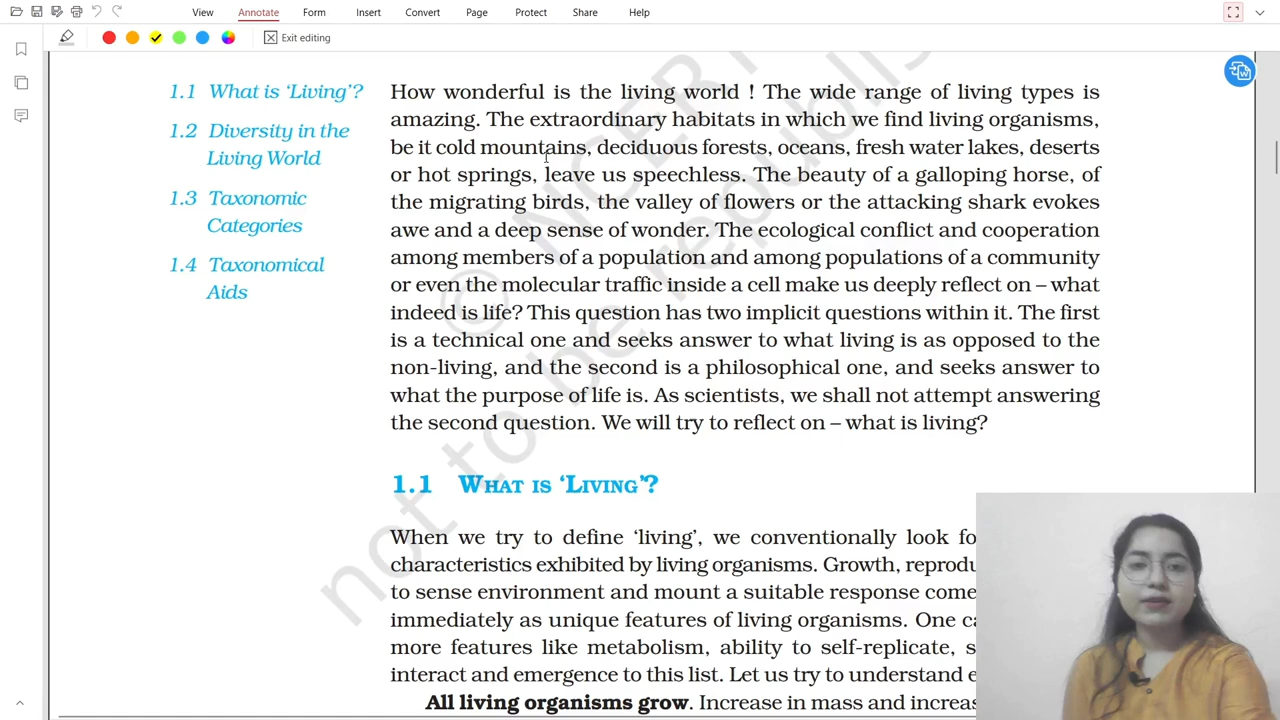 View Annotate Form Insert Convert Page Protect Share Help
Exit editing
1.1 What is ‘Living’?
1.2 Diversity in the
Living World
1.3 Taxonomic
Categories
1.4 Taxonomical
Aids
How wonderful is the living world ! The wide range of living types is
amazing. The extraordinary habitats in which we find living organisms,
be it cold mountains, deciduous forests, oceans, fresh water lakes, deserts
or hot springs, leave us speechless. The beauty of a galloping horse, of
the migrating birds, the valley of flowers or the attacking shark evokes
awe and a deep sense of wonder. The ecological conflict and cooperation
among members of a population and among populations of a community
or even the molecular traffic inside a cell make us deeply reflect on – what
indeed is life? This question has two implicit questions within it. The first
is a technical one and seeks answer to what living is as opposed to the
non-living, and the second is a philosophical one, and seeks answer to
what the purpose of life is. As scientists, we shall not attempt answering
the second question. We will try to reflect on – what is living?
1.1 What is ‘Living’?
When we try to define ‘living’, we conventionally look
characteristics exhibited by living organisms. Growth,
to sense environment and mount a suitable response
immediately as unique features of living organisms. One
more features like metabolism, ability to self-replicate,
interact and emergence to this list. Let us try to understand
All living organisms grow. Increase in mass and
© NCERT
not to be republish
W